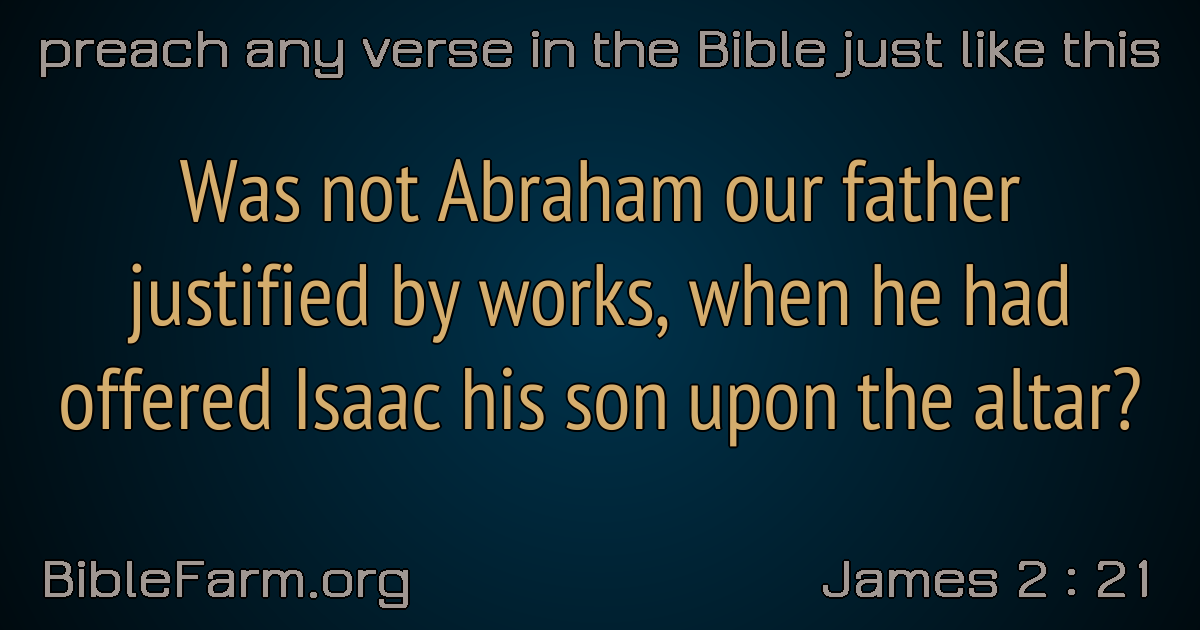 preach any verse in the Bible just like this
Was not Abraham our father
justified by works, when he had
offered Isaac his son upon the altar?
BibleFarm.org
James 2 : 21